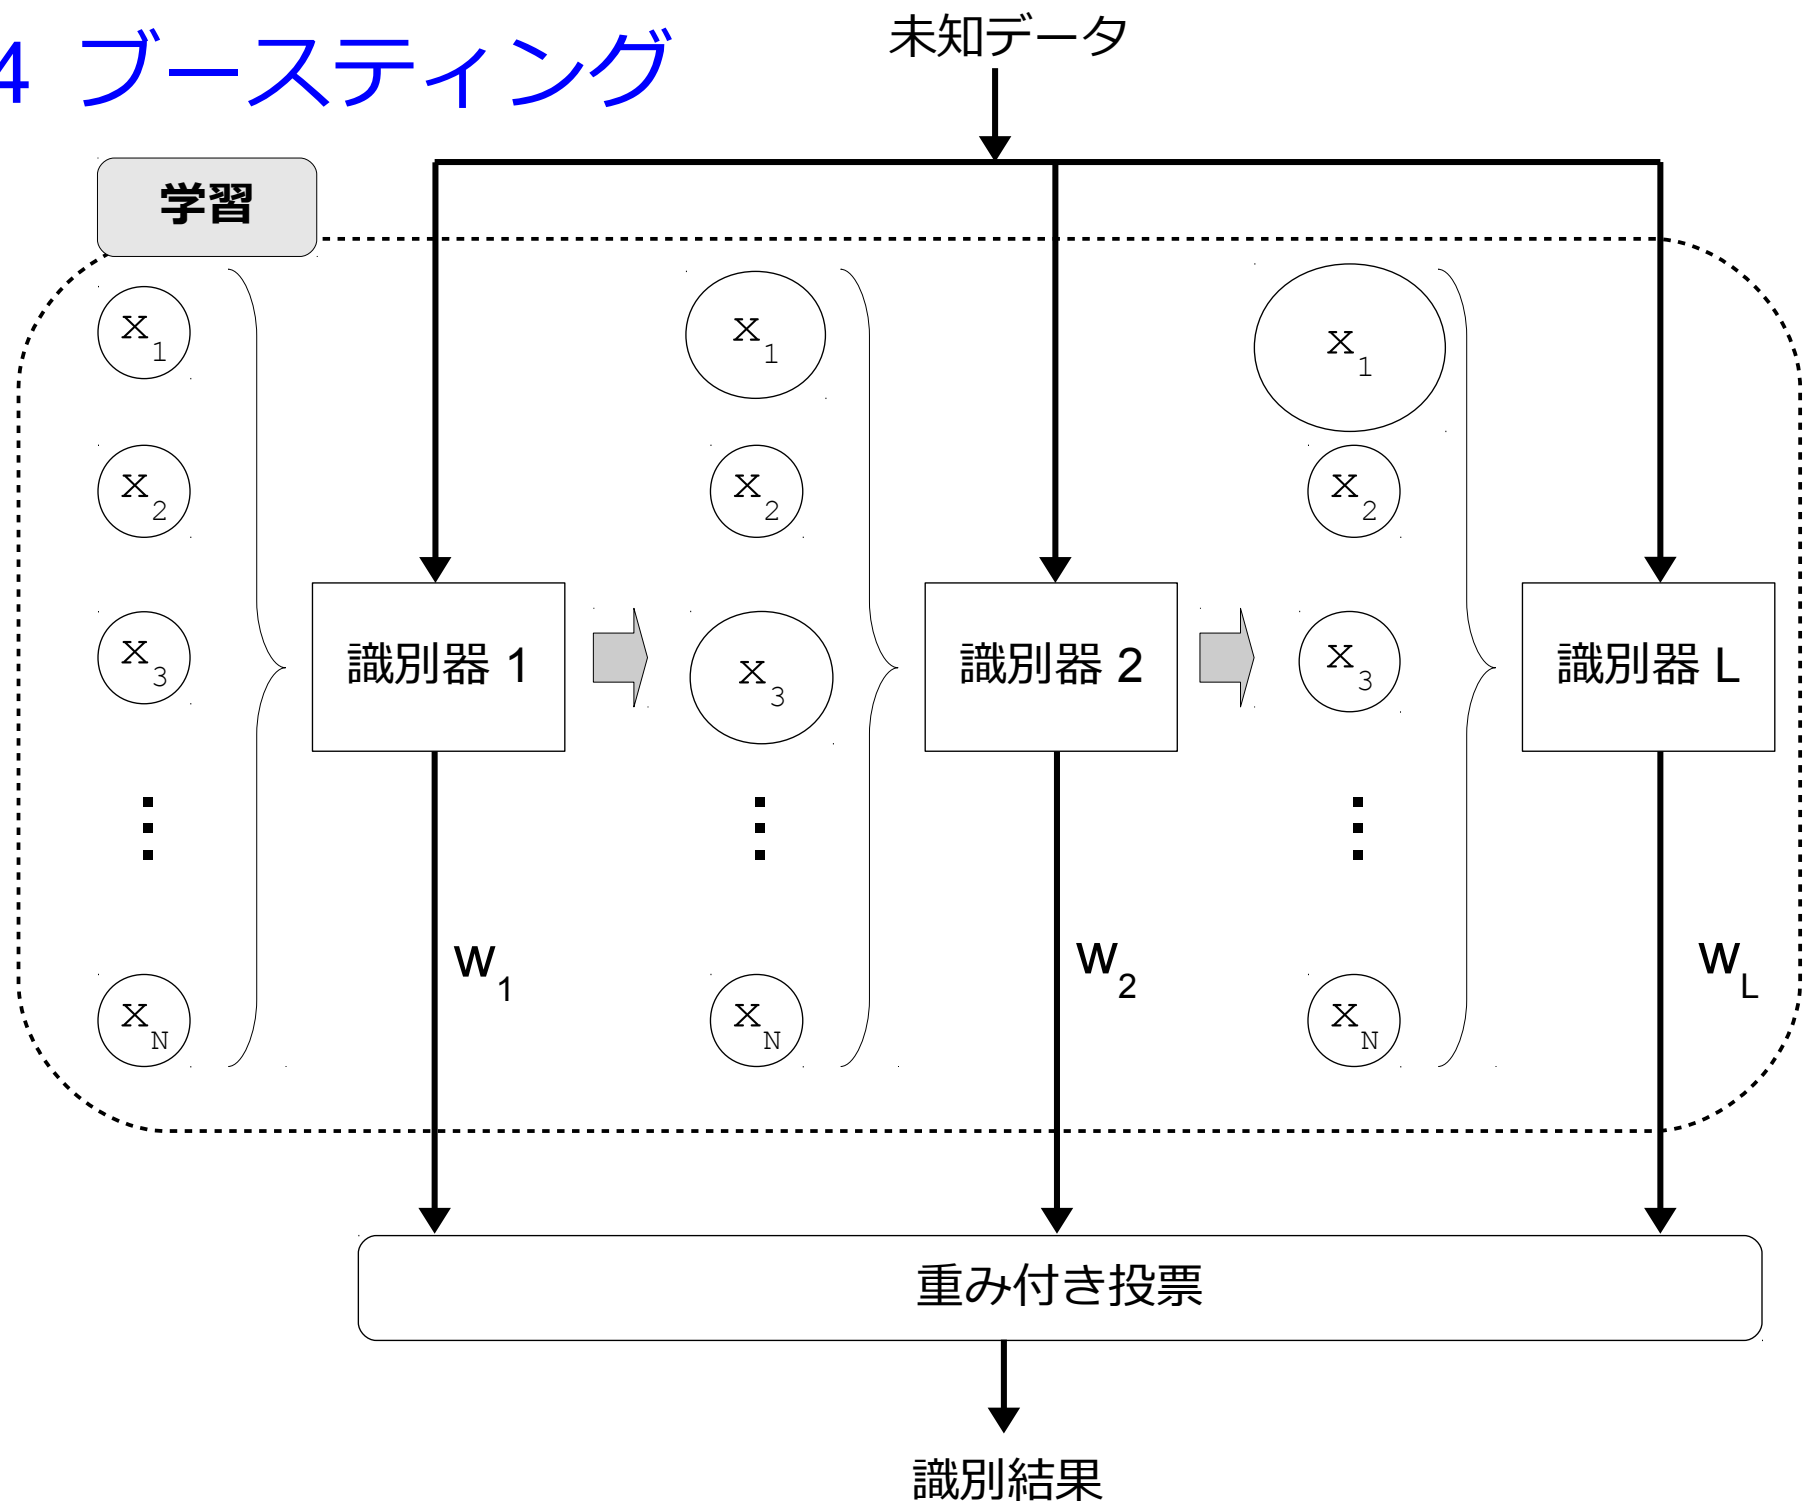 4 ブースティング
未知データ
学習
x1
x2
x3
xN
識別器 1
x1
x2
x3
xN
識別器 2
x1
x2
x3
xN
識別器 L
w1
w2
wL
重み付き投票
識別結果